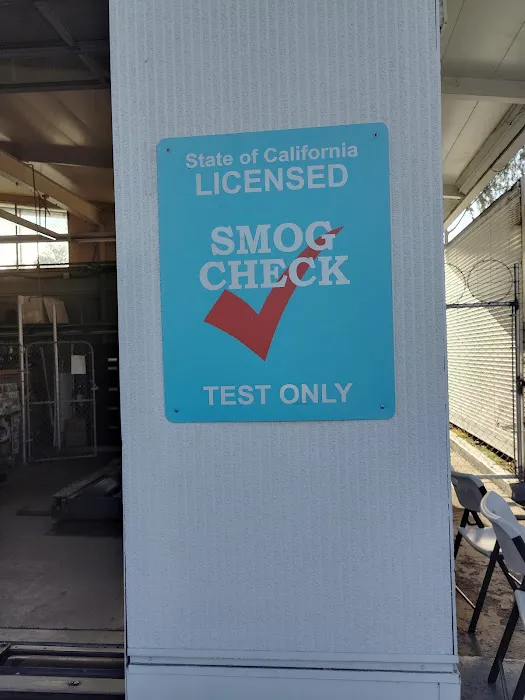 State of California
LICENSED
SMOG
CHECK
TEST ONLY